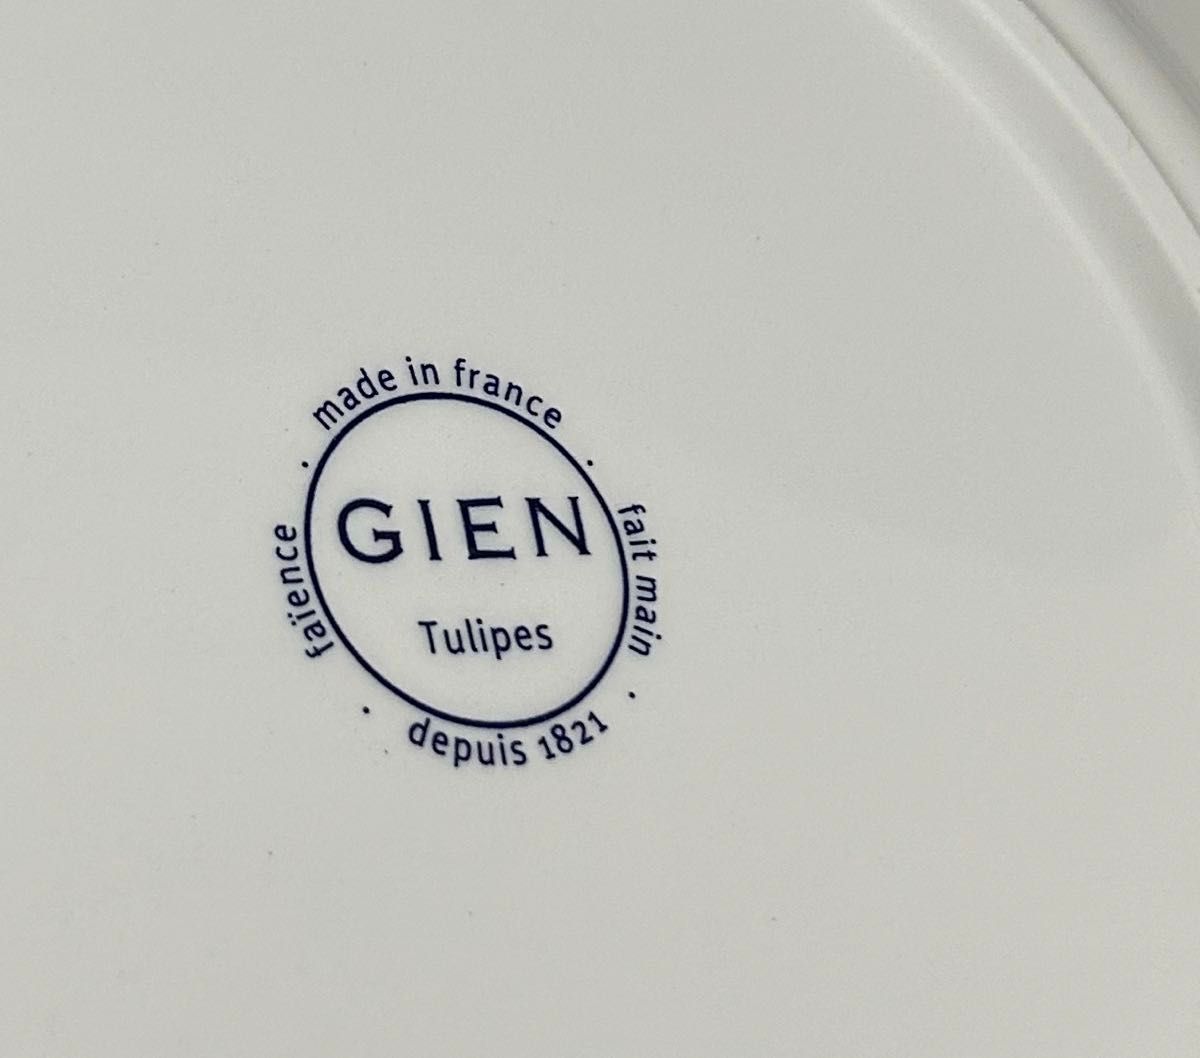 made in france
GIEN
Tulipes
faïence
fait main
depuis 1821